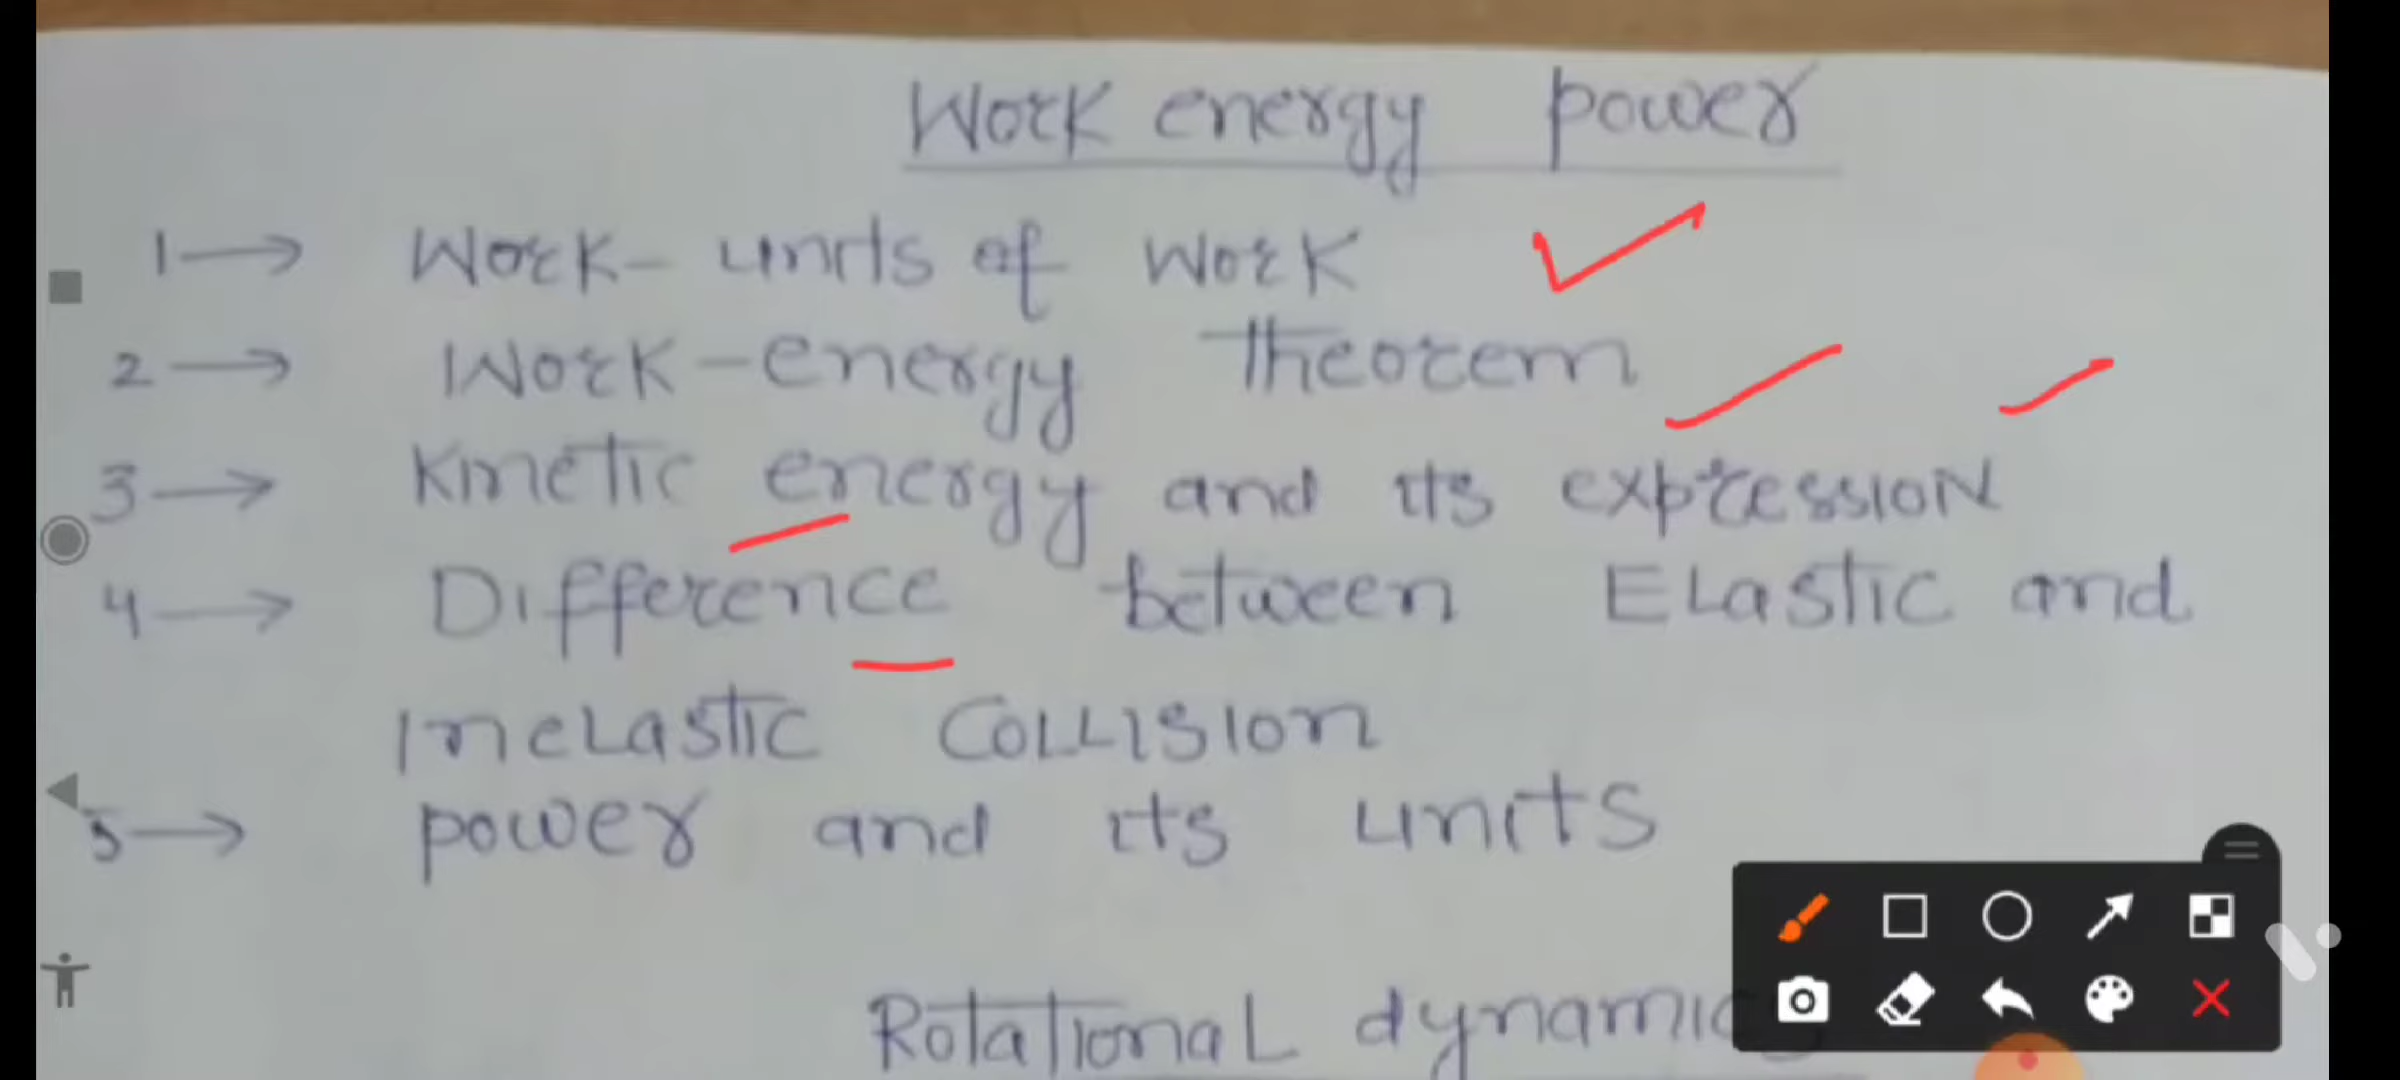 Work energy power
1→ Work- units of work
2→ Work-energy Theorem
3→ Kinetic energy and its expression
4→ Difference between Elastic and
Inelastic Collision
5→ power and its units
Rotational dynamics